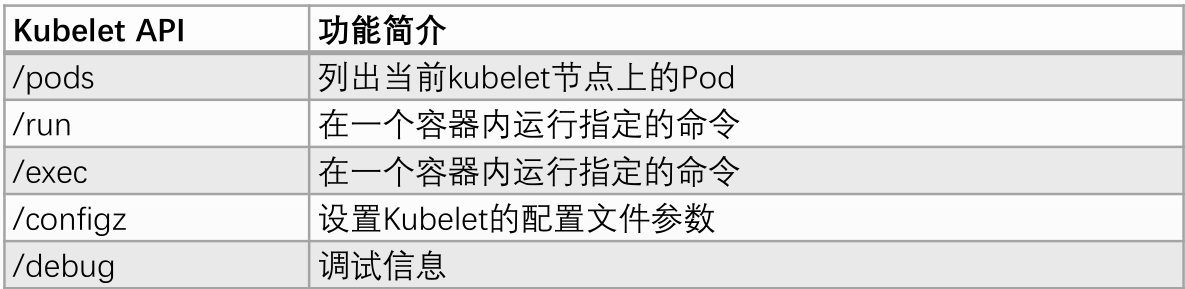 Kubelet API 功能简介
/pods 列出当前kubelet节点上的Pod
/run 在一个容器内运行指定的命令
/exec 在一个容器内运行指定的命令
/configz 设置Kubelet的配置文件参数
/debug 调试信息